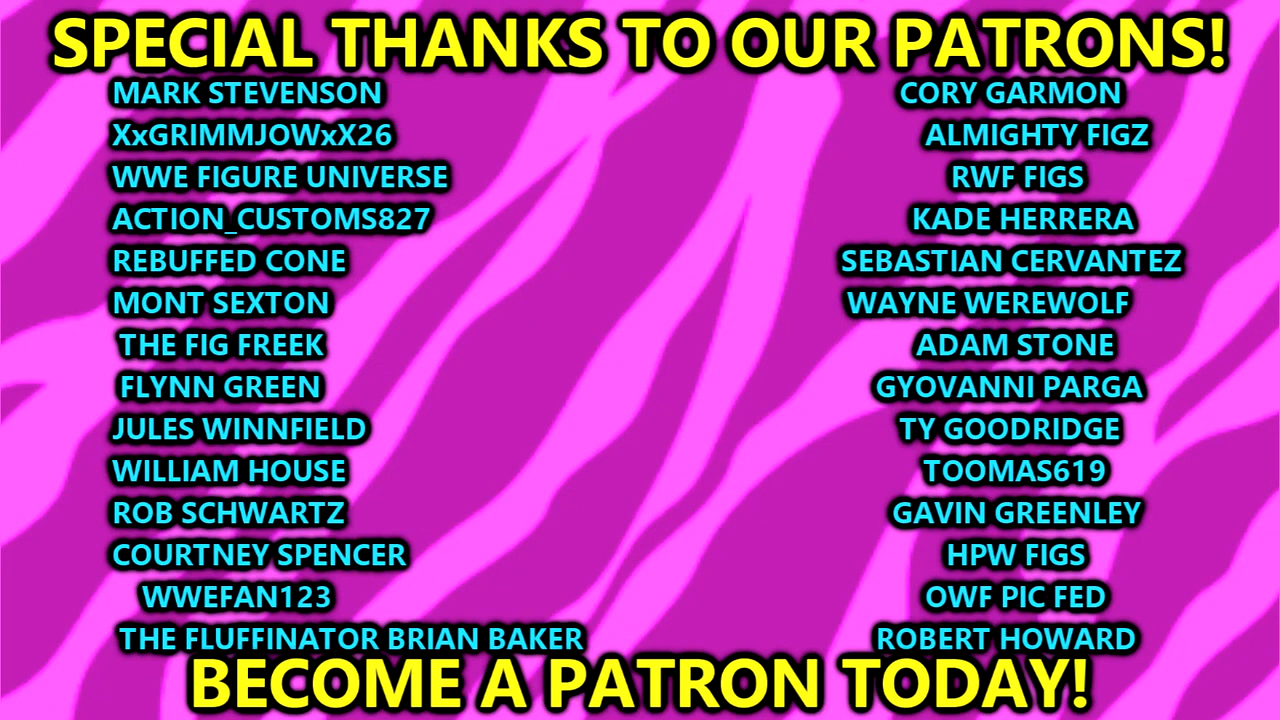 SPECIAL THANKS TO OUR PATRONS!
MARK STEVENSON
XxGRIMMJOWxX26
WWE FIGURE UNIVERSE
ACTION_CUSTOMS827
REBUFFED CONE
MONT SEXTON
THE FIG FREEK
FLYNN GREEN
JULES WINNFIELD
WILLIAM HOUSE
ROB SCHWARTZ
COURTNEY SPENCER
WWEFAN123
THE FLUFFINATOR BRIAN BAKER
CORY GARMON
ALMIGHTY FIGZ
RWF FIGS
KADE HERRERA
SEBASTIAN CERVANTEZ
WAYNE WEREWOLF
ADAM STONE
GYOVANNI PARGA
TY GOODRIDGE
TOOMAS619
GAVIN GREENLEY
HPW FIGS
OWF PIC FED
ROBERT HOWARD
BECOME A PATRON TODAY!